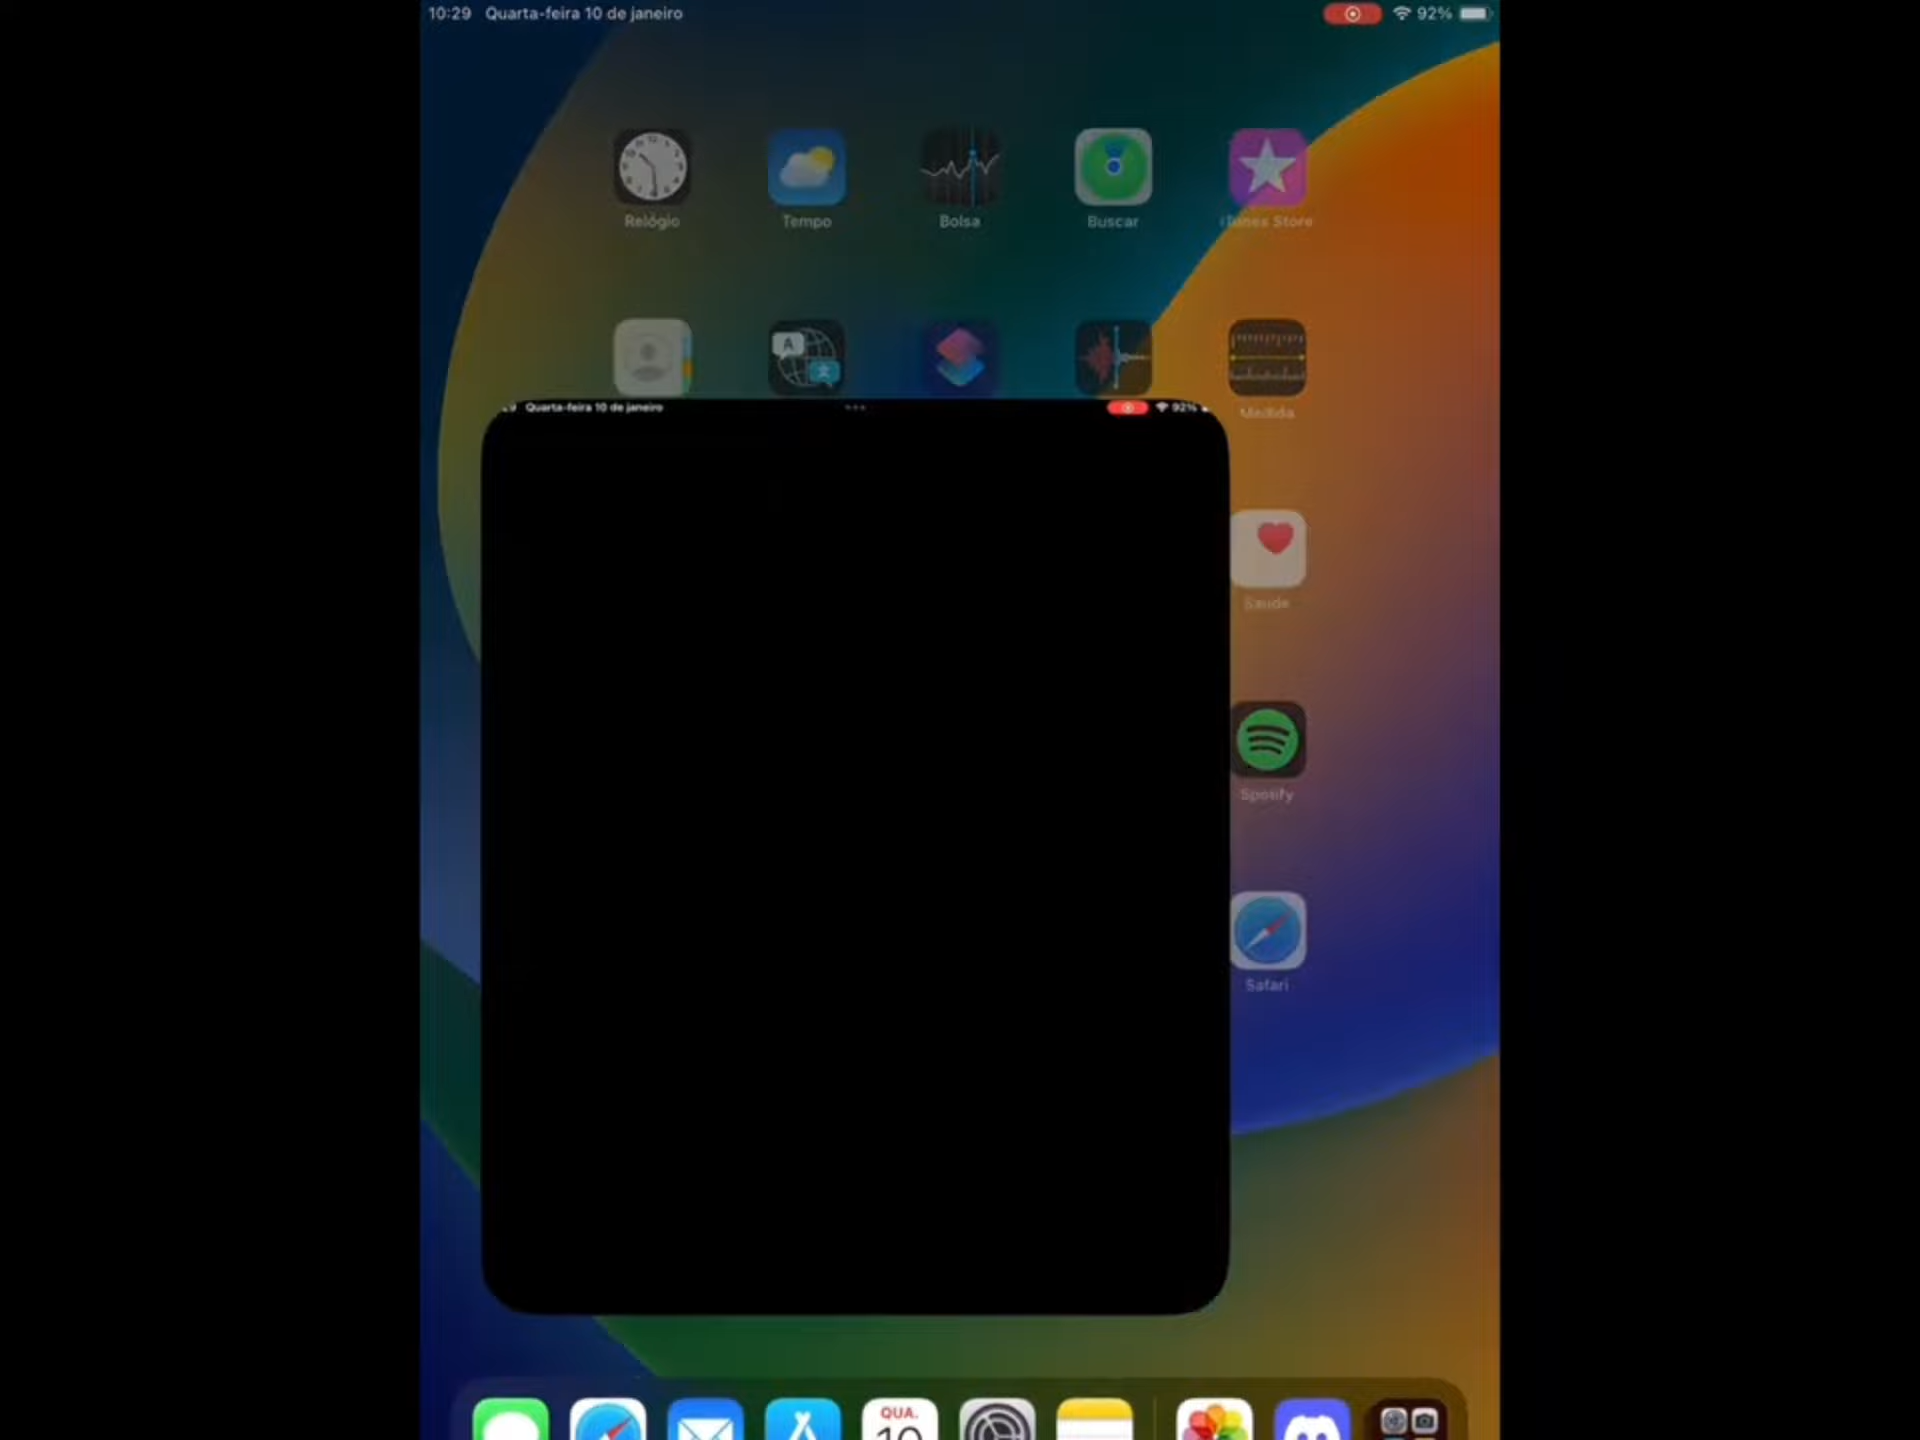 10:29 Quarta-feira 10 de janeiro 92%
Relógio Tempo Bolsa Buscar iTunes Store
A 文
Quarta-feira 10 de janeiro 92%
Medida
Saúde
Spotify
Safari
QUA.
10